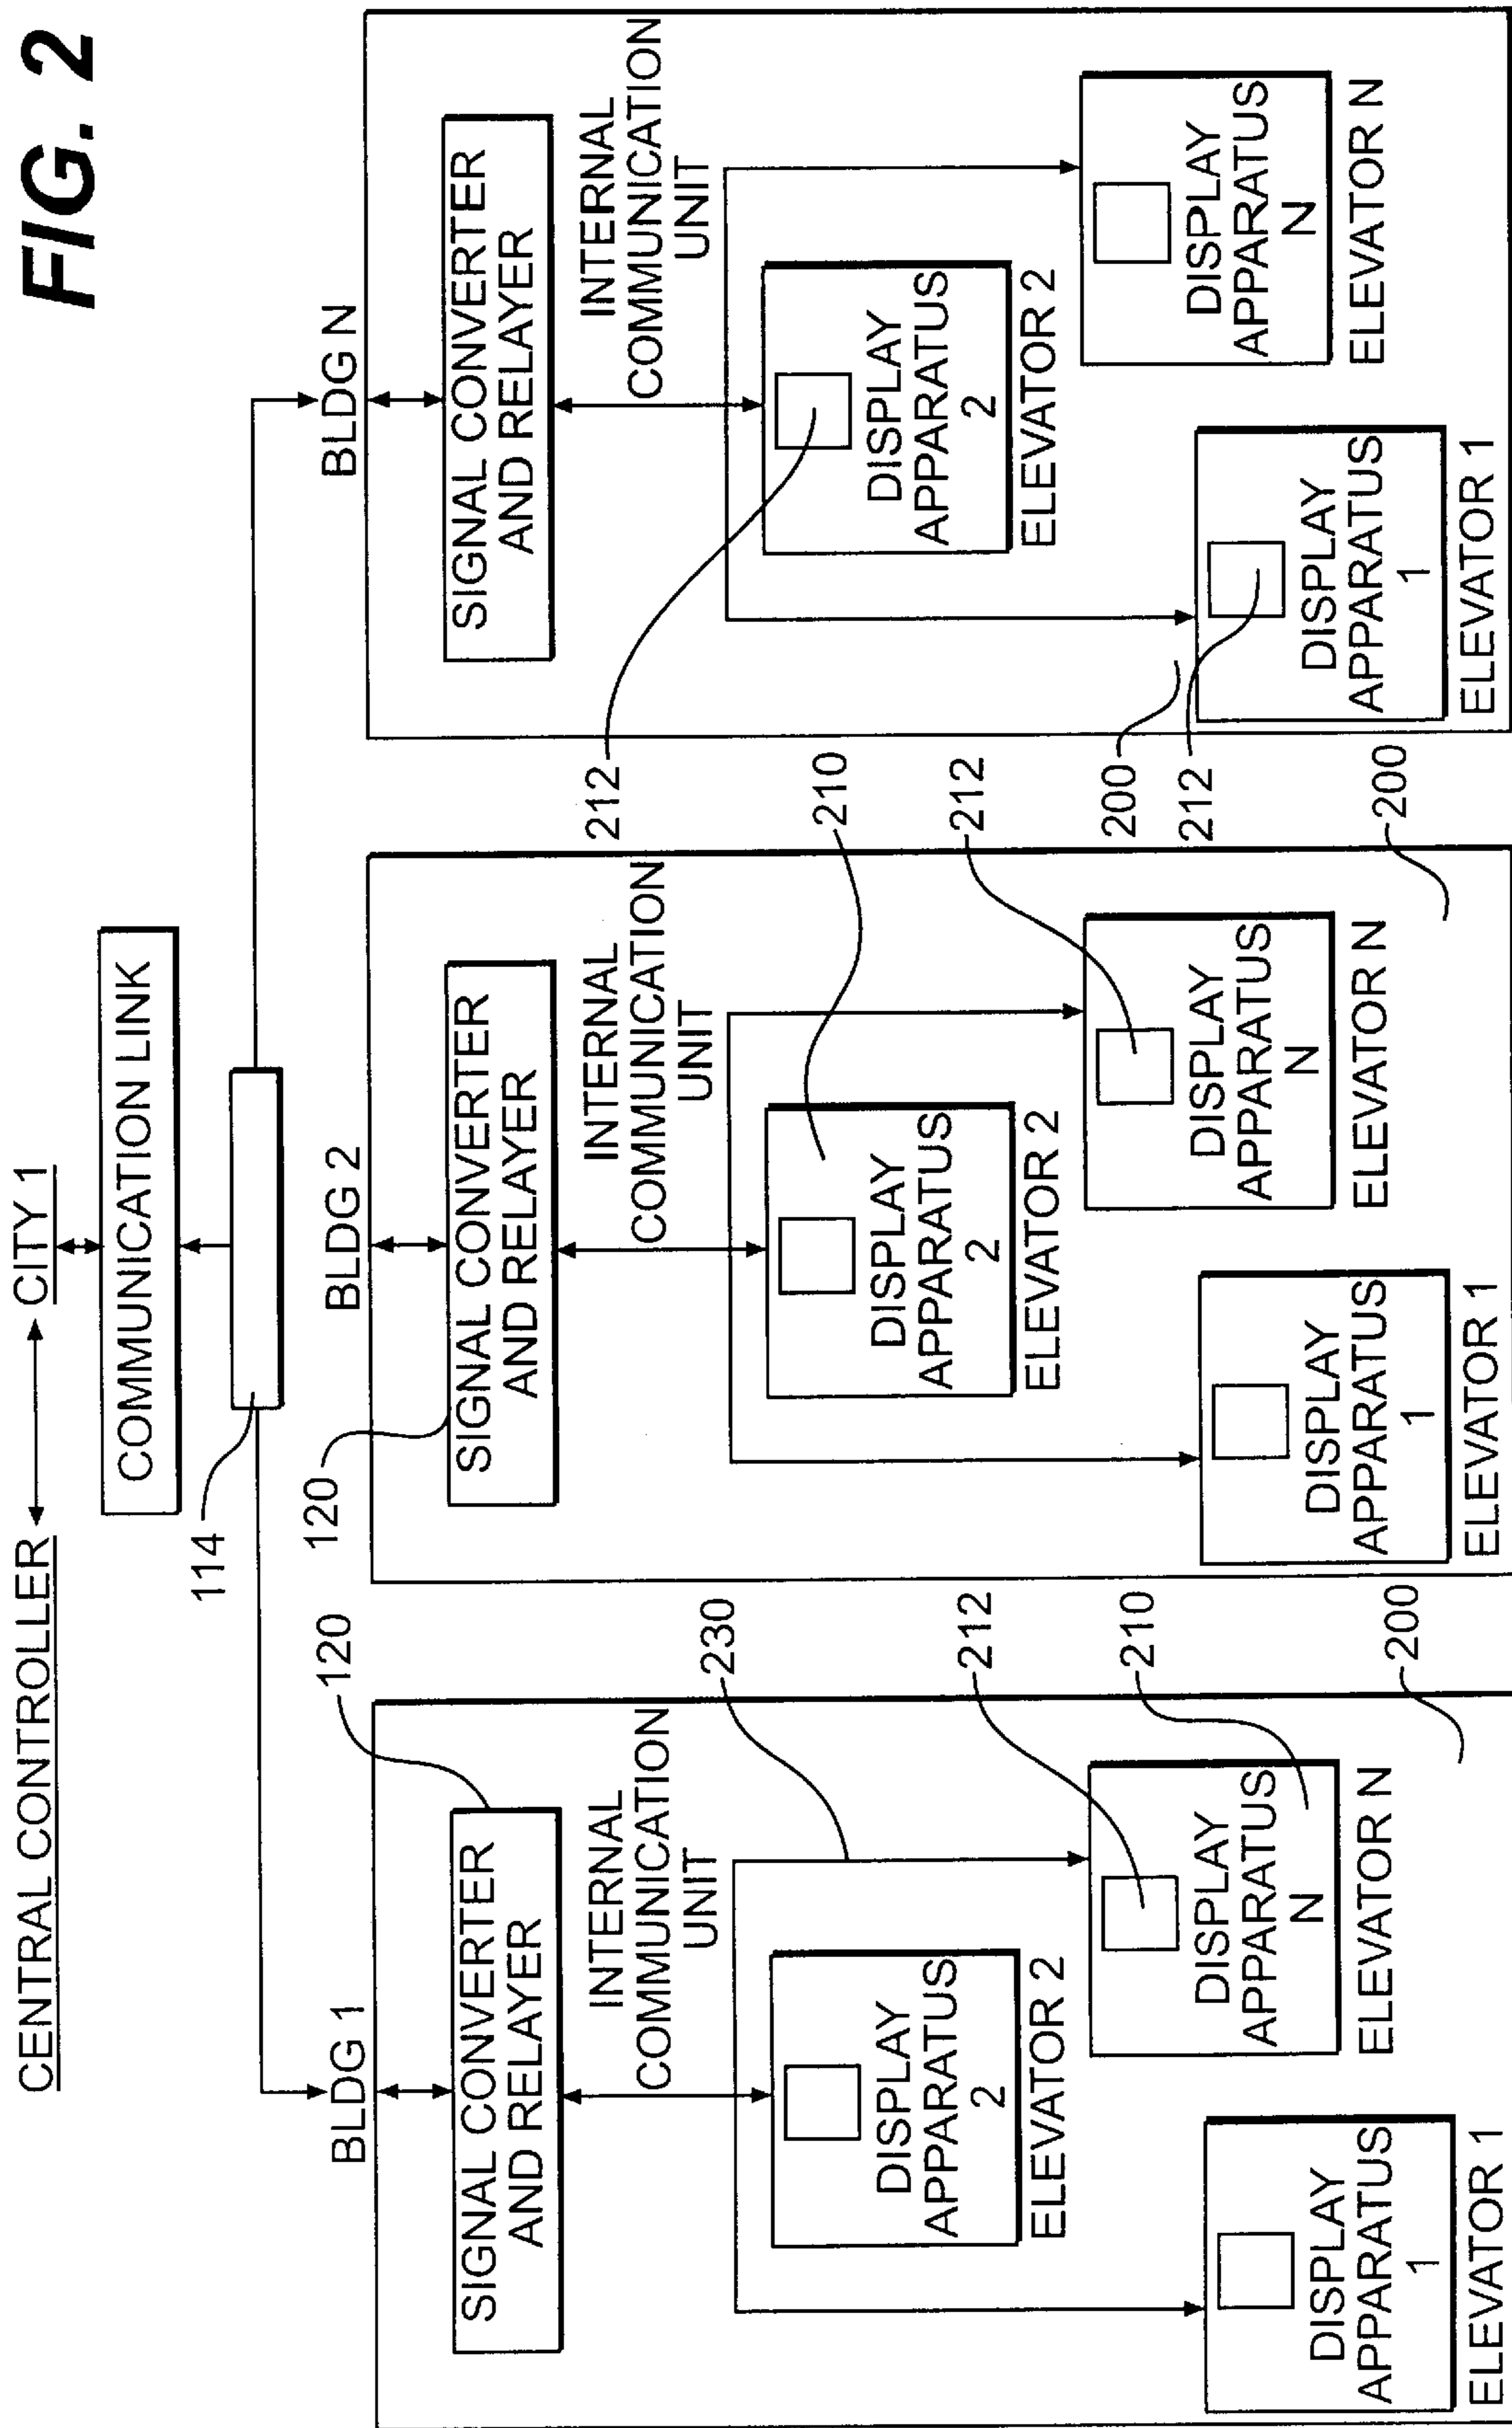 FIG. 2
CENTRAL CONTROLLER
CITY 1
COMMUNICATION LINK
114
BLDG 1
120
SIGNAL CONVERTER
AND RELAYER
INTERNAL
COMMUNICATION
UNIT
230
DISPLAY
APPARATUS
2
ELEVATOR 2
212
DISPLAY
APPARATUS
N
ELEVATOR N
210
DISPLAY
APPARATUS
1
ELEVATOR 1
200
BLDG 2
120
SIGNAL CONVERTER
AND RELAYER
INTERNAL
COMMUNICATION
UNIT
210
DISPLAY
APPARATUS
2
ELEVATOR 2
212
DISPLAY
APPARATUS
N
ELEVATOR N
DISPLAY
APPARATUS
1
ELEVATOR 1
200
BLDG N
SIGNAL CONVERTER
AND RELAYER
INTERNAL
COMMUNICATION
UNIT
212
DISPLAY
APPARATUS
2
ELEVATOR 2
DISPLAY
APPARATUS
N
ELEVATOR N
200
212
DISPLAY
APPARATUS
1
ELEVATOR 1